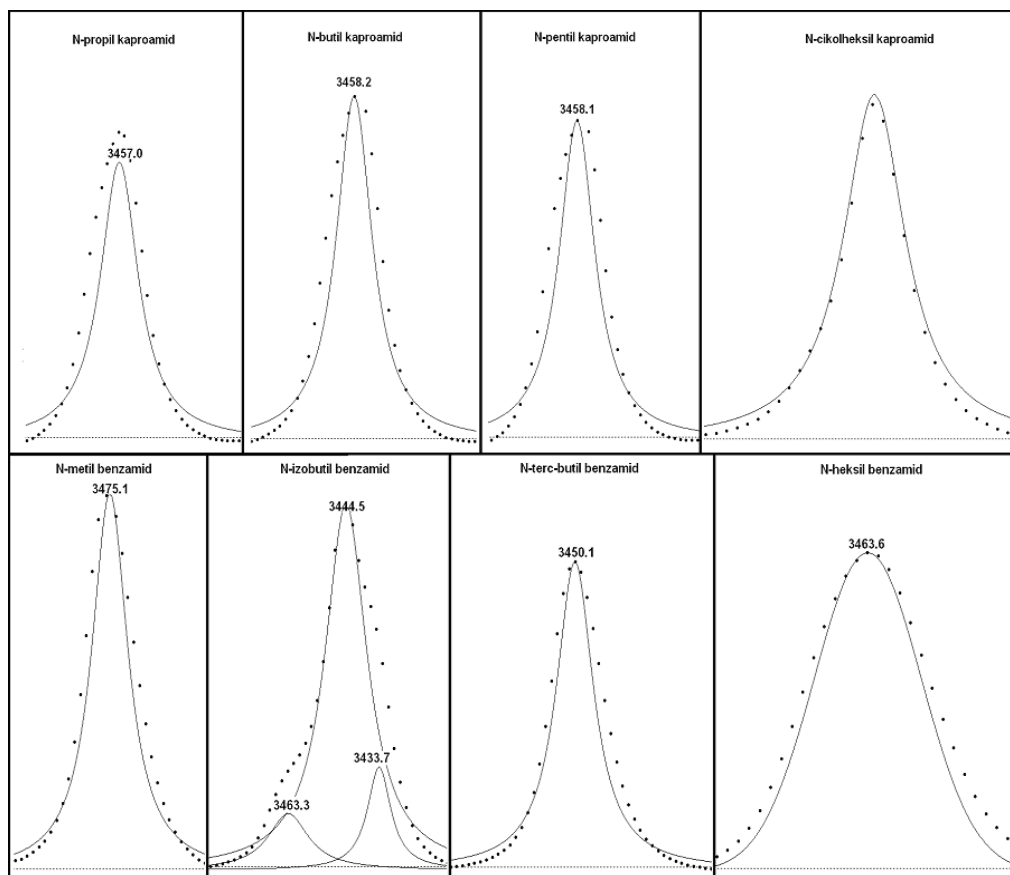 N-propil kaproamid
N-butil kaproamid
N-pentil kaproamid
N-cikolheksil kaproamid
3457.0
3458.2
3458.1
N-metil benzamid
N-izobutil benzamid
N-terc-butil benzamid
N-heksil benzamid
3475.1
3444.5
3463.3
3433.7
3450.1
3463.6